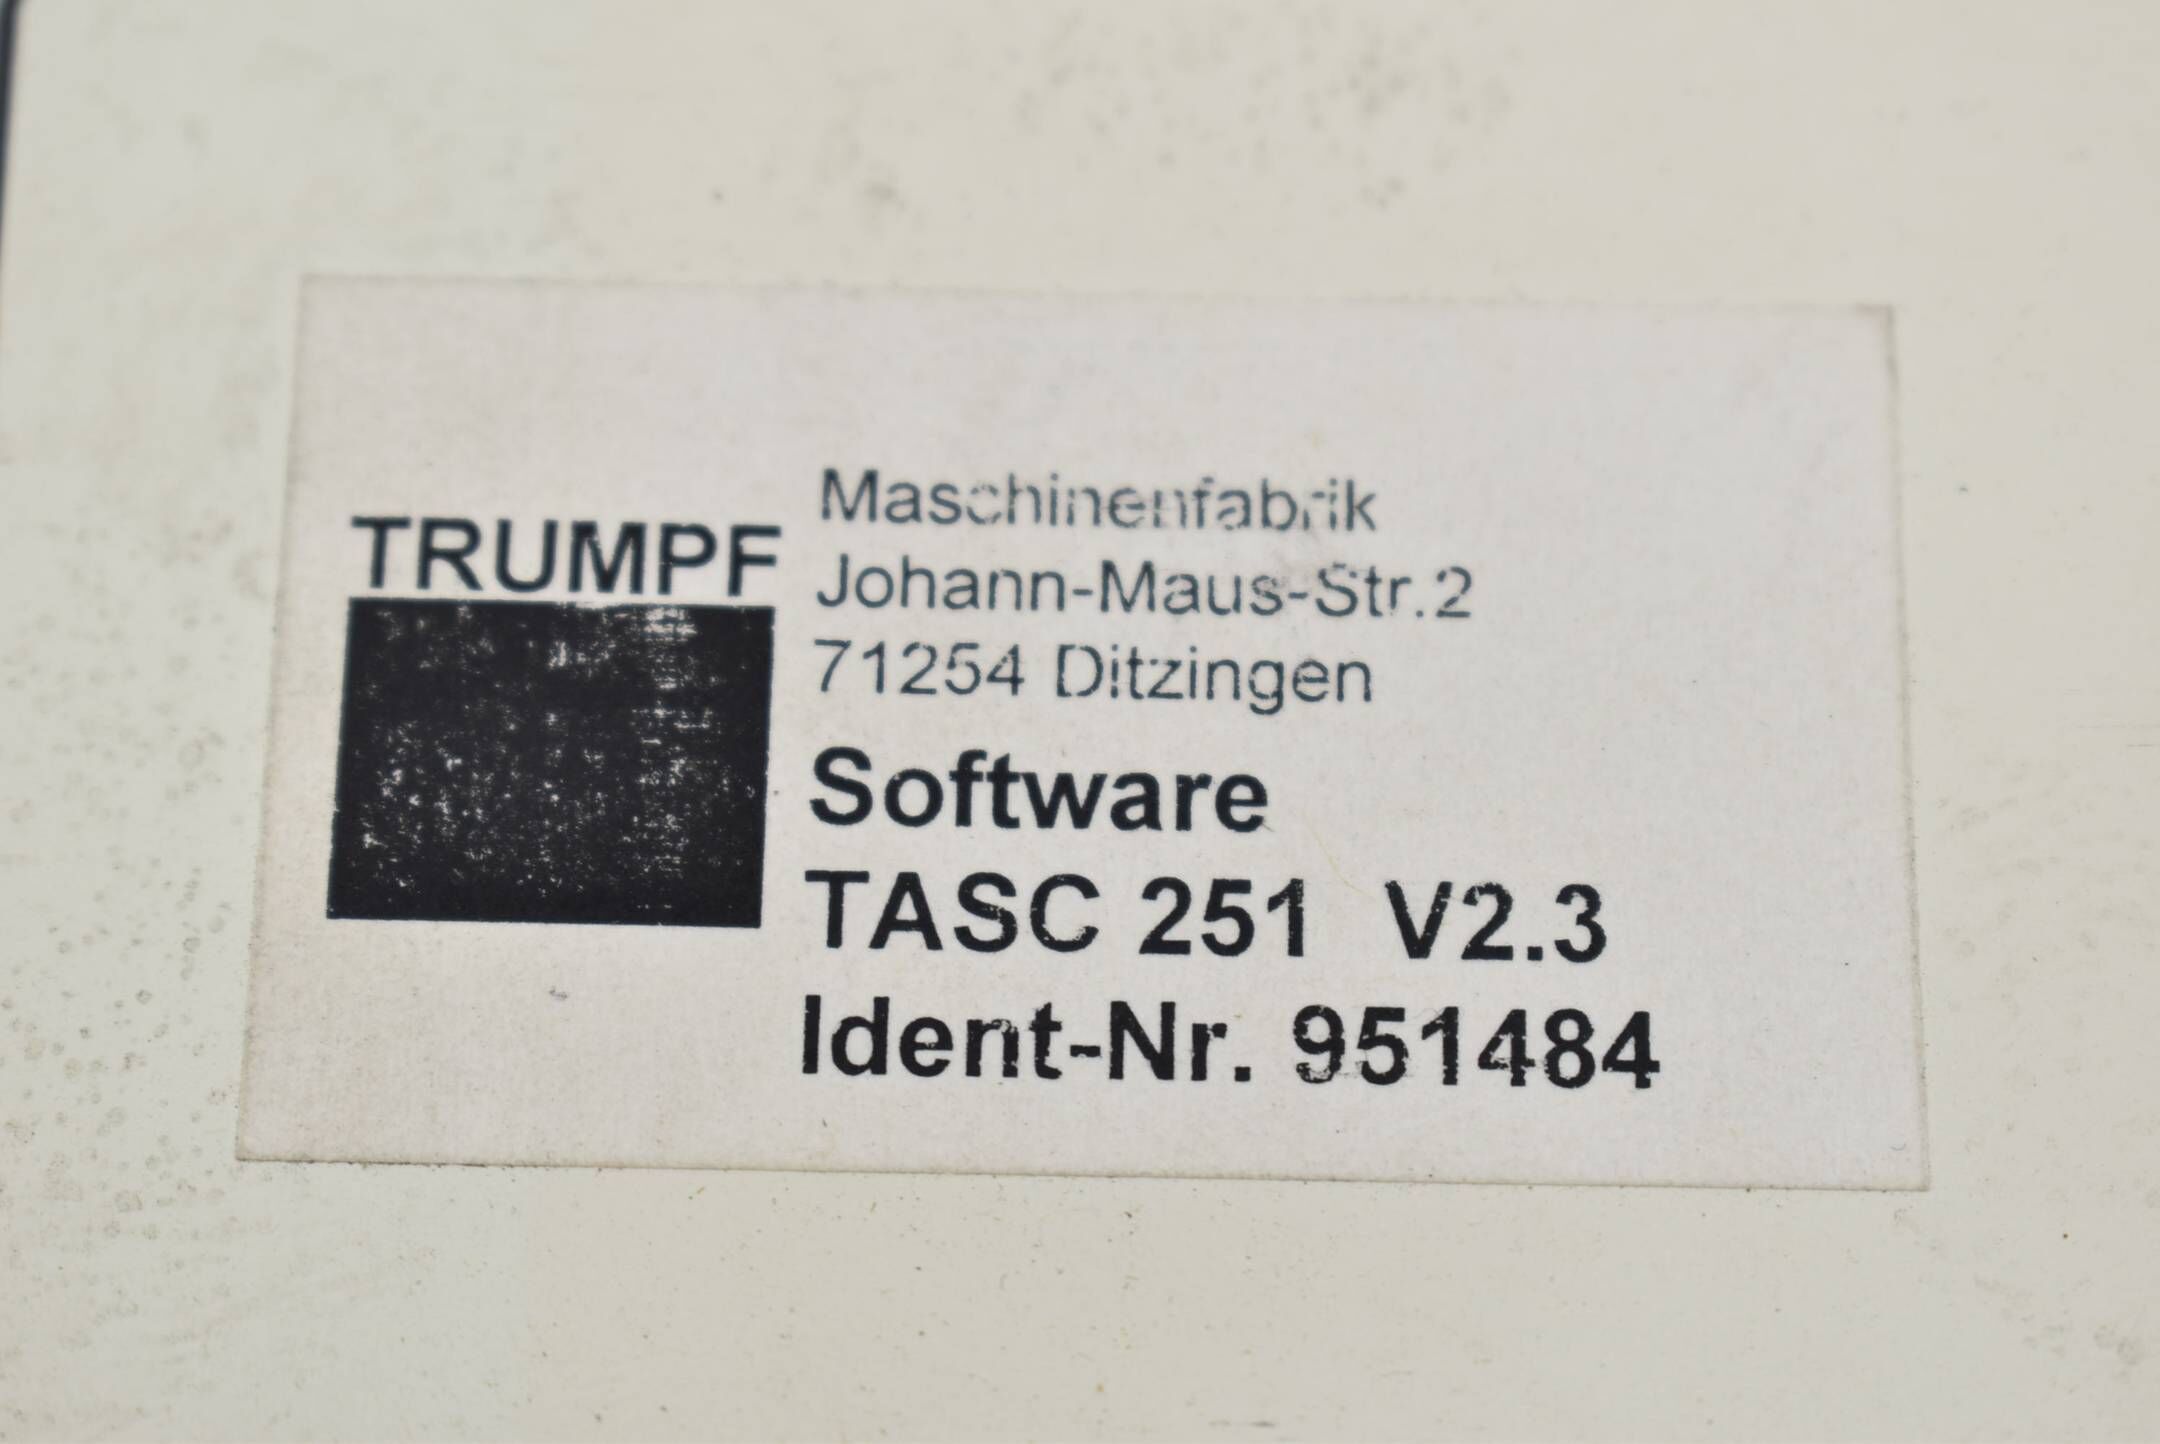 TRUMPF
Maschinenfabrik
Johann-Maus-Str.2
71254 Ditzingen
Software
TASC 251 V2.3
Ident-Nr. 951484